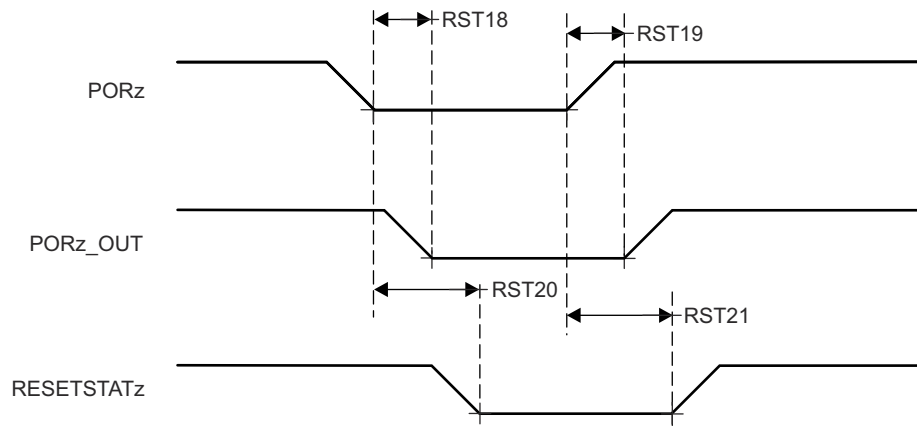 RST18
RST19
PORz
PORz_OUT
RST20
RST21
RESETSTATz